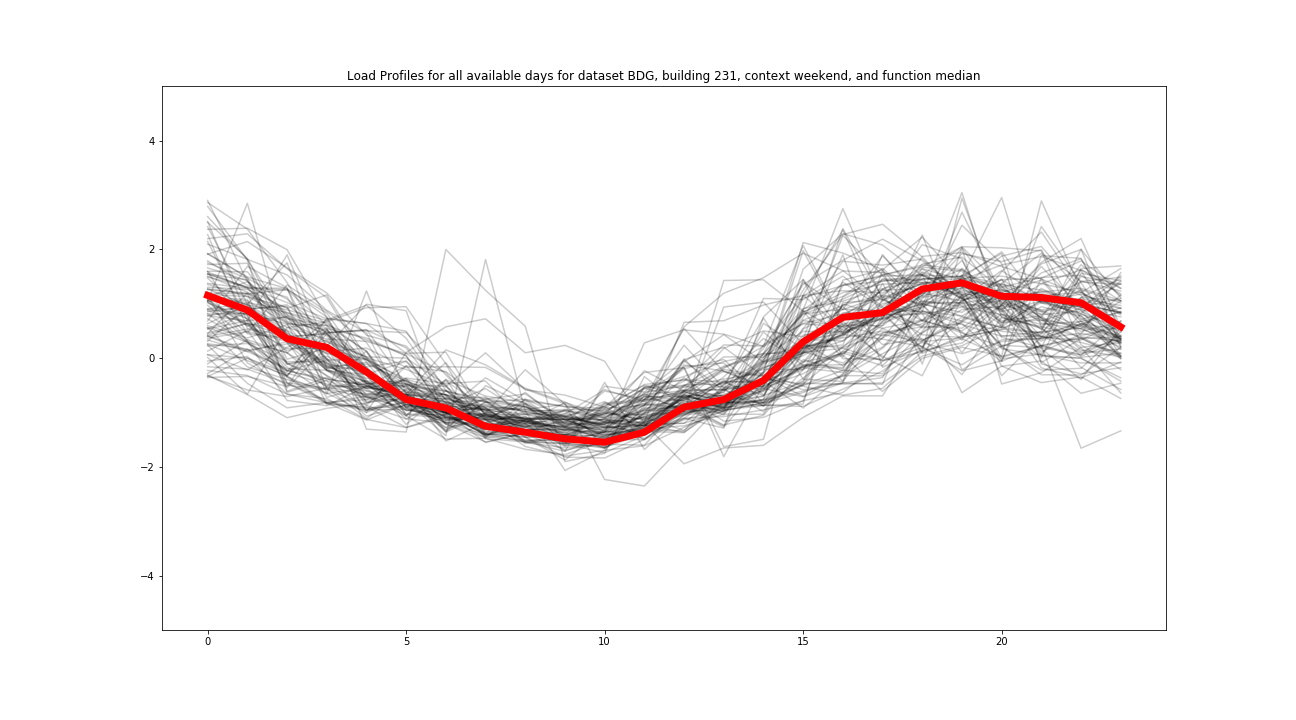 Load Profiles for all available days for dataset BDG, building 231, context weekend, and function median
4
2
0
−2
−4
0 5 10 15 20